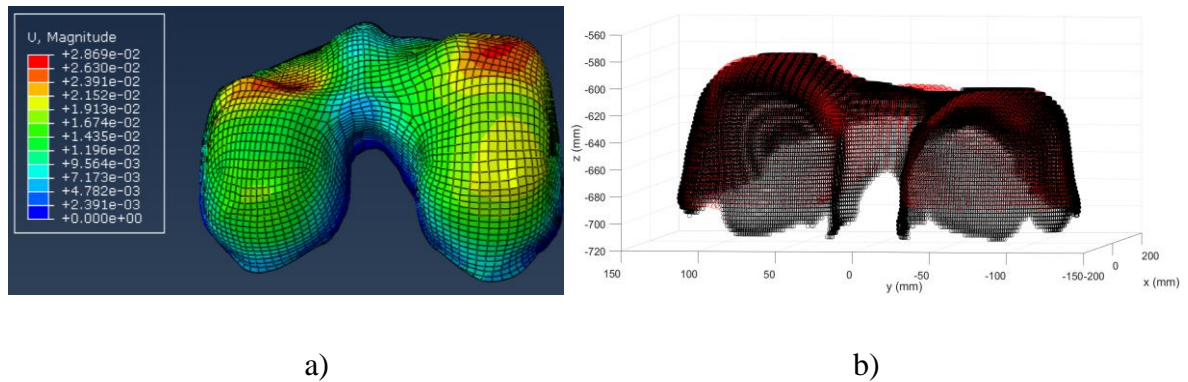 U, Magnitude
+2.869e-02
+2.630e-02
+2.391e-02
+2.152e-02
+1.913e-02
+1.674e-02
+1.435e-02
+1.196e-02
+9.564e-03
+7.173e-03
+4.782e-03
+2.391e-03
+0.000e+00
-560
-580
-600
-620
-640
-660
-680
-700
-720
z (mm)
150
100
50
0
-50
-100
-150
-200
0
200
y (mm)
x (mm)
a)
b)